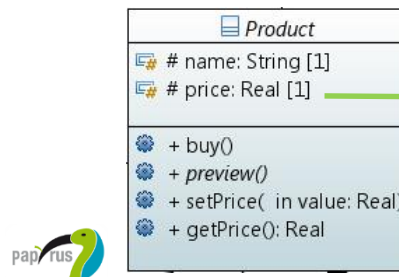 Product
# name: String [1]
# price: Real [1]
+ buy()
+ preview()
+ setPrice( in value: Real)
+ getPrice(): Real
papyrus